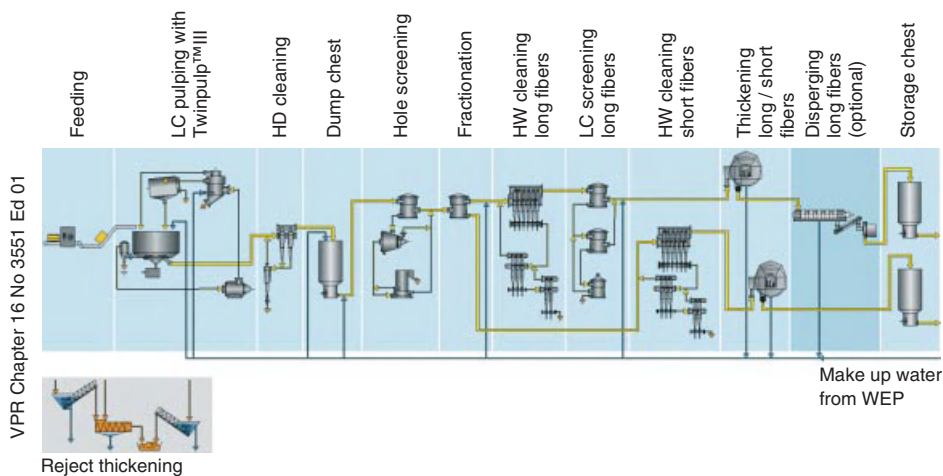 Feeding
LC pulping with
Twinpulp™III
HD cleaning
Dump chest
Hole screening
Fractionation
HW cleaning
long fibers
LC screening
long fibers
HW cleaning
short fibers
Thickening
long / short
fibers
Disperging
long fibers
(optional)
Storage chest
VPR Chapter 16 No 3551 Ed 01
Make up water
from WEP
Reject thickening